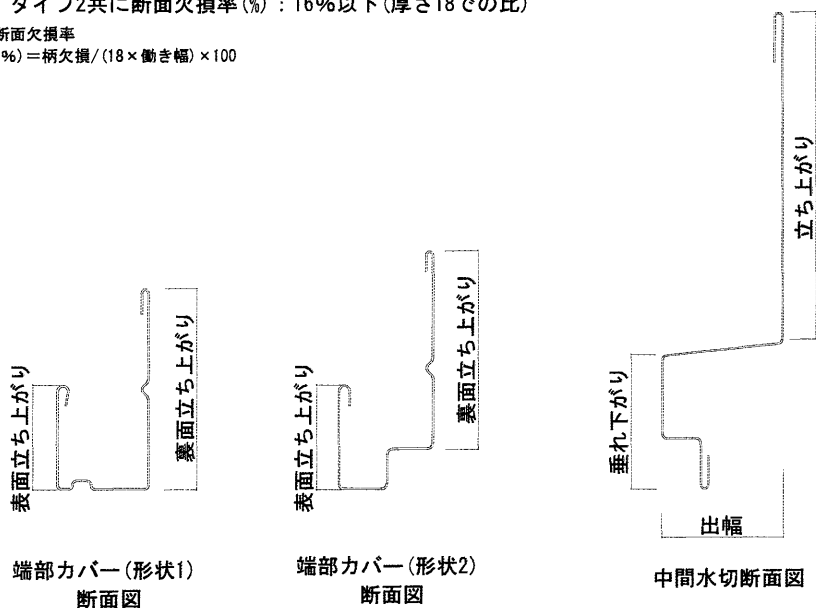 タイプ2共に断面欠損率(%)：16%以下(厚さ18での比)
断面欠損率
%)＝柄欠損/(18×働き幅)×100
立ち上がり
裏面立ち上がり
裏面立ち上がり
表面立ち上がり
表面立ち上がり
垂れ下がり
出幅
端部カバー(形状1)
断面図
端部カバー(形状2)
断面図
中間水切断面図